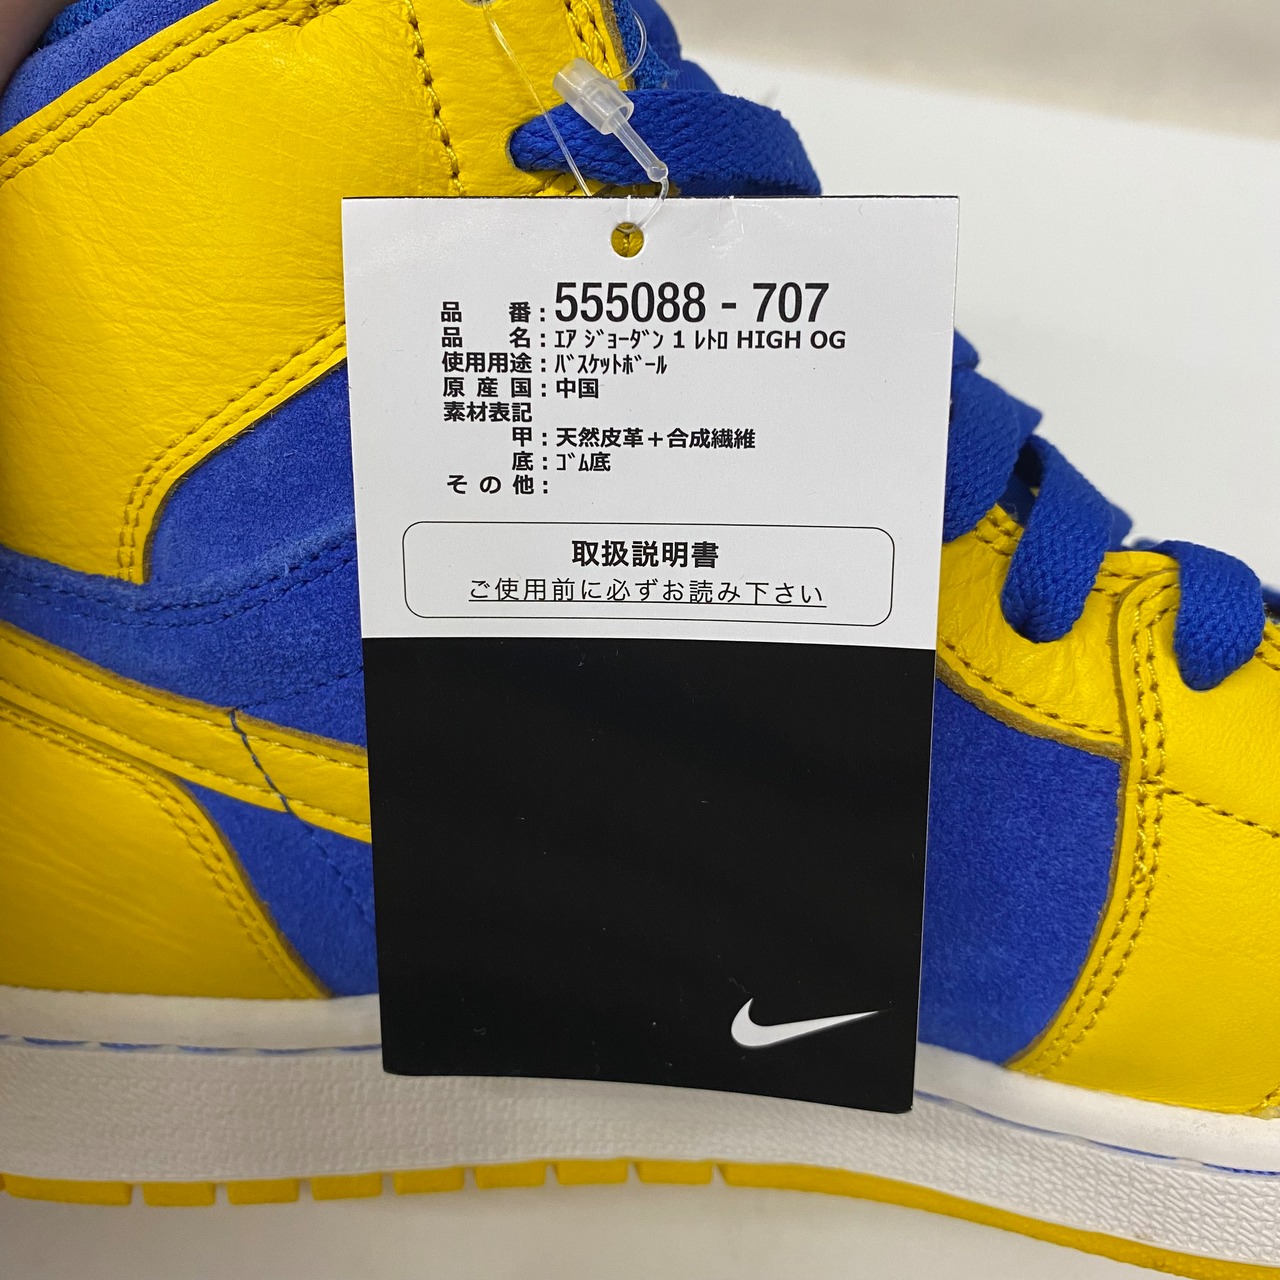 品番：555088 - 707
品名：ｴｱ ｼﾞｮｰﾀﾞﾝ 1 ﾚﾄﾛ HIGH OG
使用用途：ﾊﾞｽｹｯﾄﾎﾞｰﾙ
原産国：中国
素材表記
甲：天然皮革＋合成繊維
底：ｺﾞﾑ底
その他：
取扱説明書
ご使用前に必ずお読み下さい